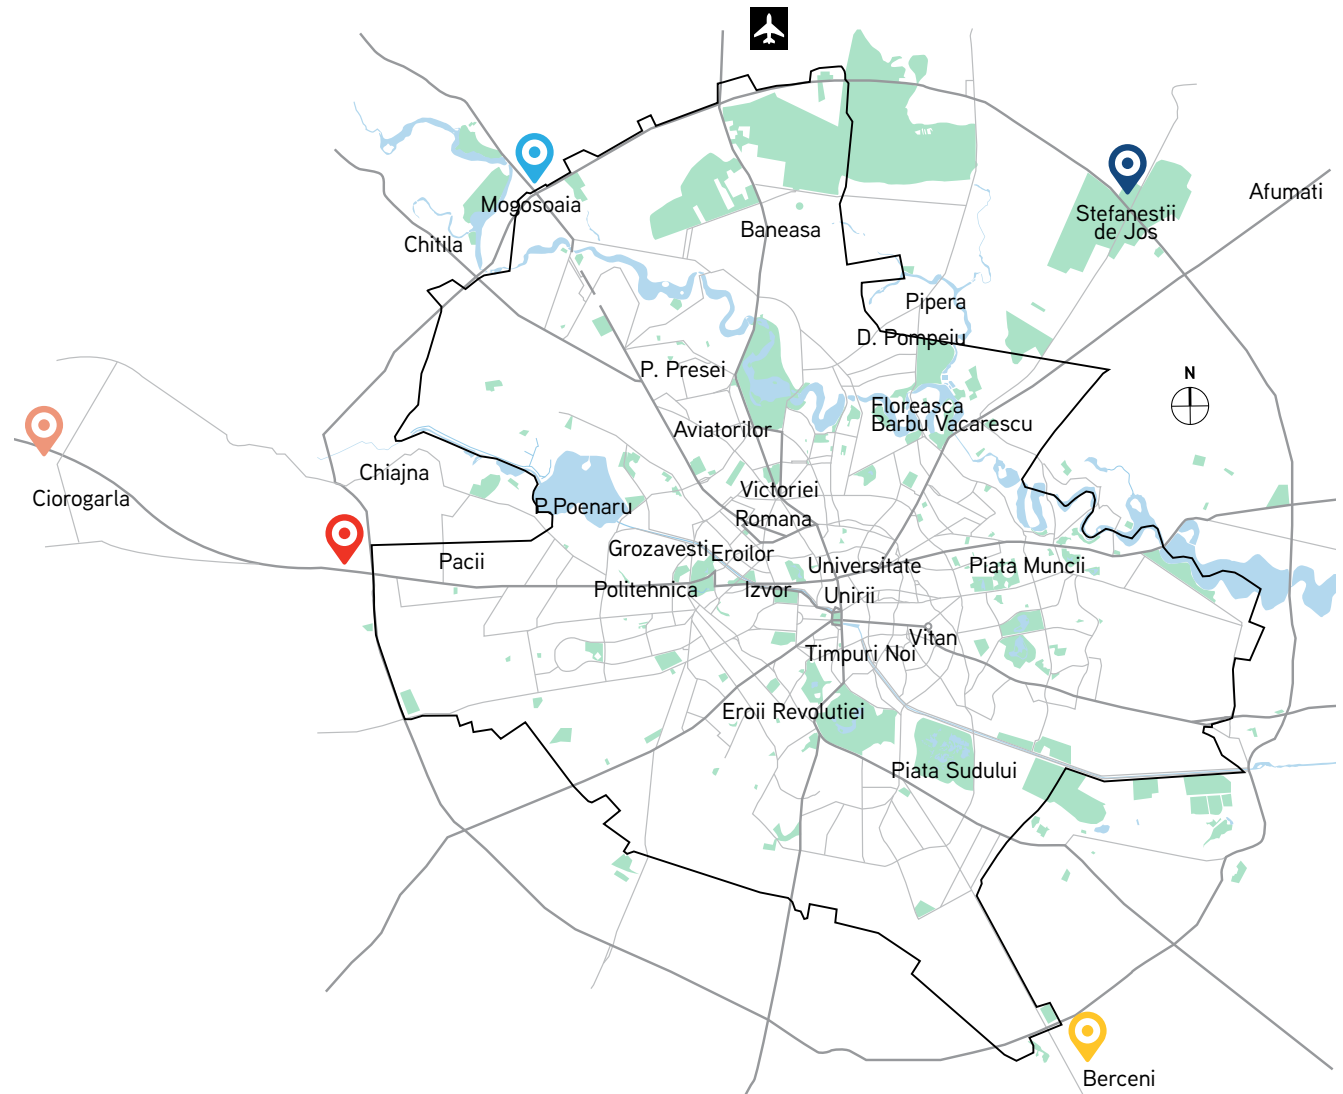 Afumati
Mogosoaia
Stefanestii
de Jos
Baneasa
Chitila
Pipera
D. Pompeiu
P. Presei
N
Floreasca
Barbu Vacarescu
Aviatorilor
Chiajna
Victoriei
Ciorogarla
P.Poenaru
Romana
Grozavesti
Eroilor
Pacii
Universitate
Piata Muncii
Politehnica
Izvor
Unirii
Vitan
Timpuri Noi
Eroii Revolutiei
Piata Sudului
Berceni